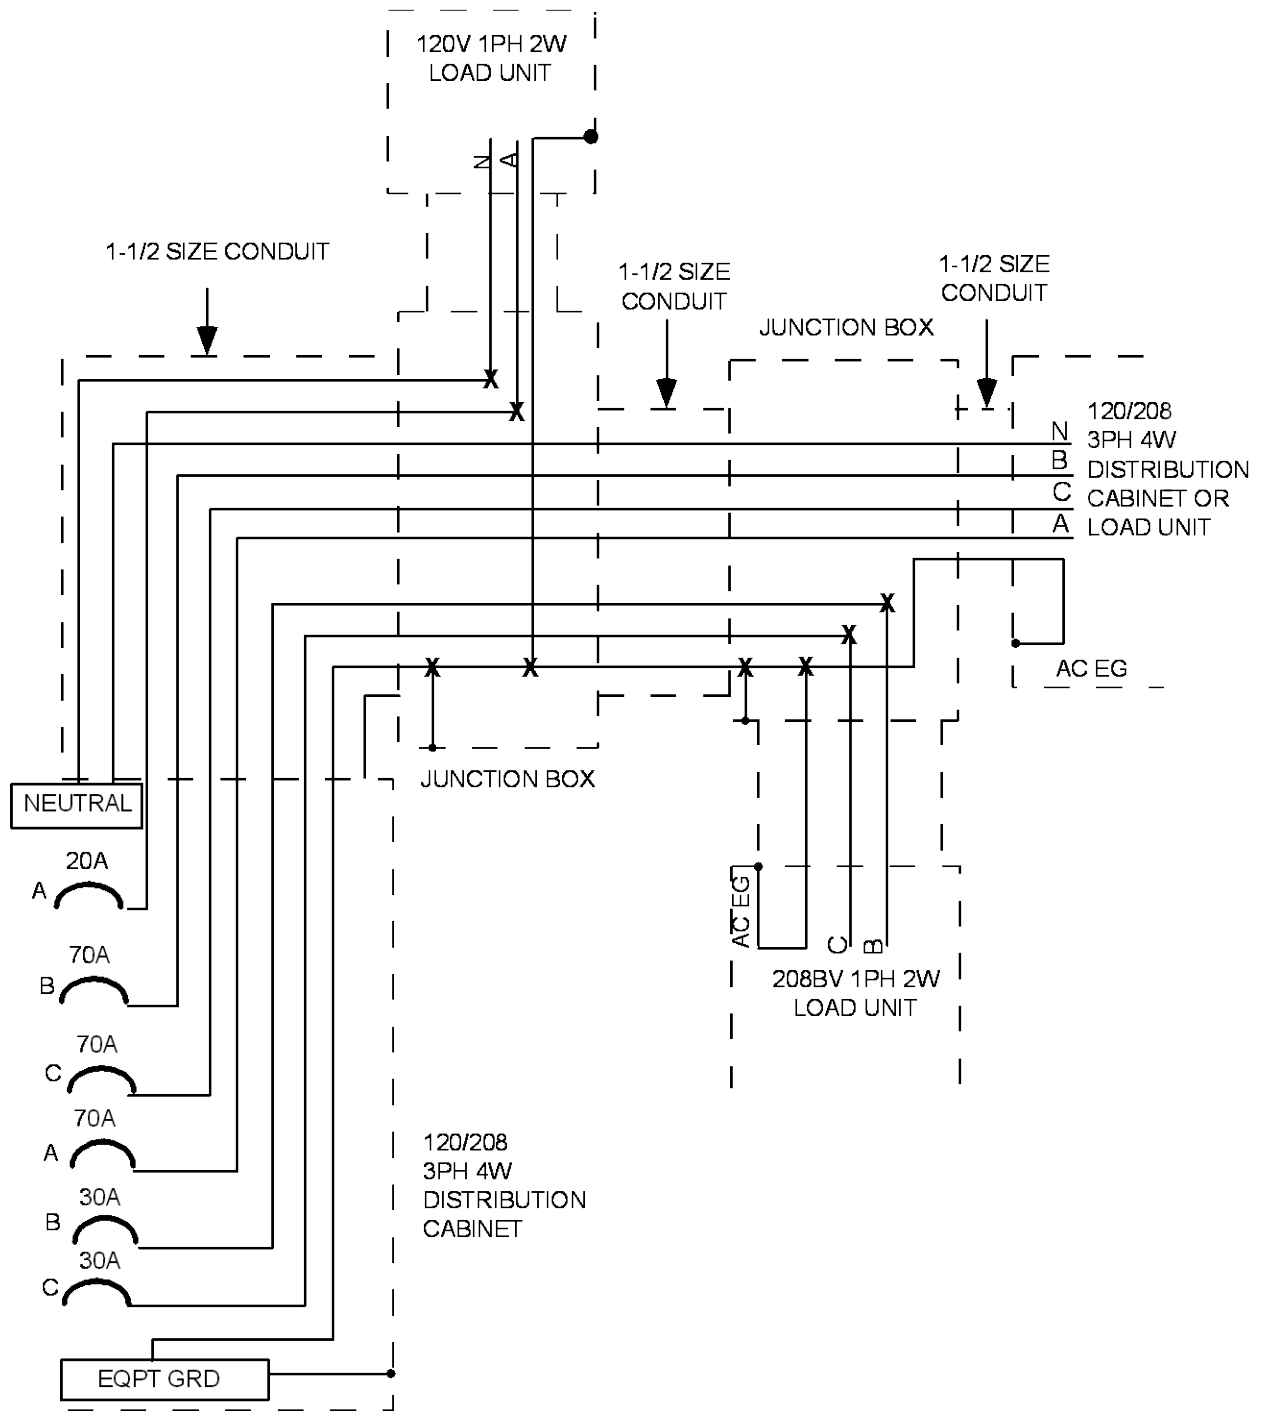 120V 1PH 2W
LOAD UNIT
N
A
1-1/2 SIZE CONDUIT
1-1/2 SIZE
CONDUIT
1-1/2 SIZE
CONDUIT
JUNCTION BOX
120/208
3PH 4W
DISTRIBUTION
CABINET OR
LOAD UNIT
N
B
C
A
AC EG
JUNCTION BOX
NEUTRAL
20A
A
70A
B
70A
C
70A
A
30A
B
30A
C
EQPT GRD
AC EG
C
B
208BV 1PH 2W
LOAD UNIT
120/208
3PH 4W
DISTRIBUTION
CABINET